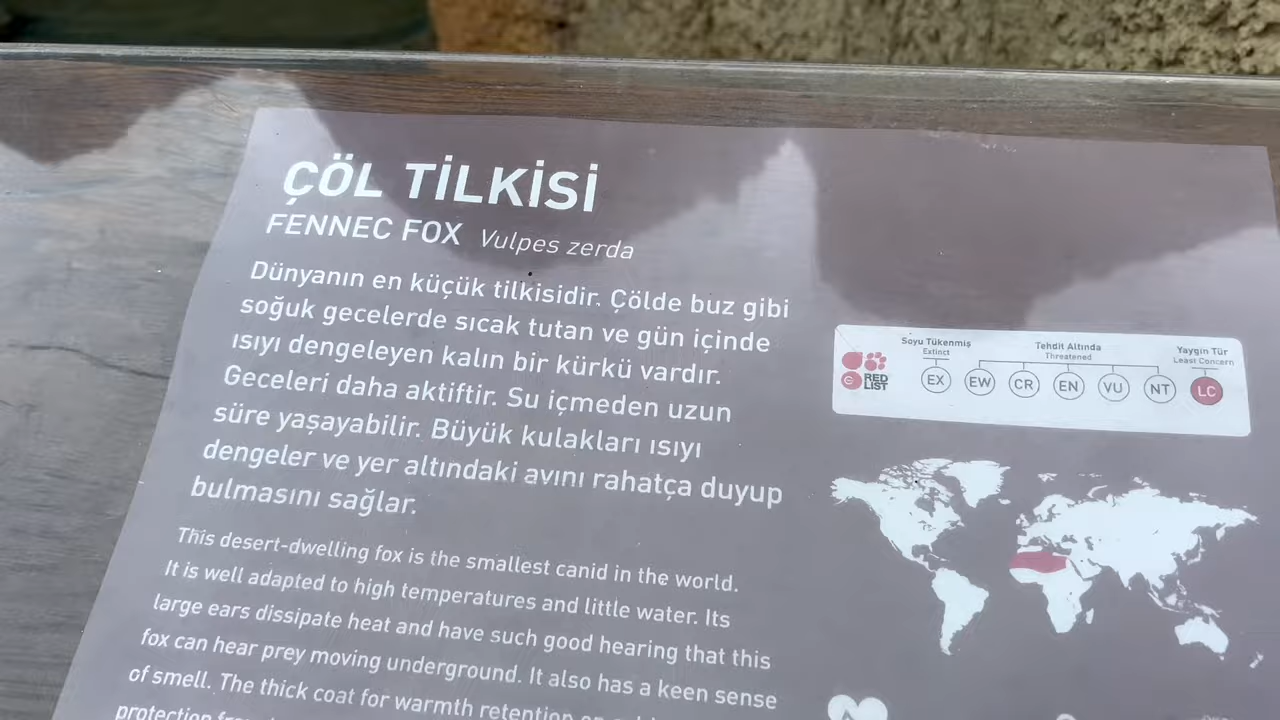 ÇÖL TİLKİSİ
FENNEC FOX Vulpes zerda
Dünyanın en küçük tilkisidir. Çölde buz gibi
soğuk gecelerde sıcak tutan ve gün içinde
ısıyı dengeleyen kalın bir kürkü vardır.
Geceleri daha aktiftir. Su içmeden uzun
süre yaşayabilir. Büyük kulakları ısıyı
dengeler ve yer altındaki avını rahatça duyup
bulmasını sağlar.
This desert-dwelling fox is the smallest canid in the world.
It is well adapted to high temperatures and little water. Its
large ears dissipate heat and have such good hearing that this
fox can hear prey moving underground. It also has a keen sense
of smell. The thick coat for warmth retention on
protection
Soyu Tükenmiş
Extinct
Tehdit Altında
Threatened
Yaygın Tür
Least Concern
RED
LIST
EX EW CR EN VU NT LC